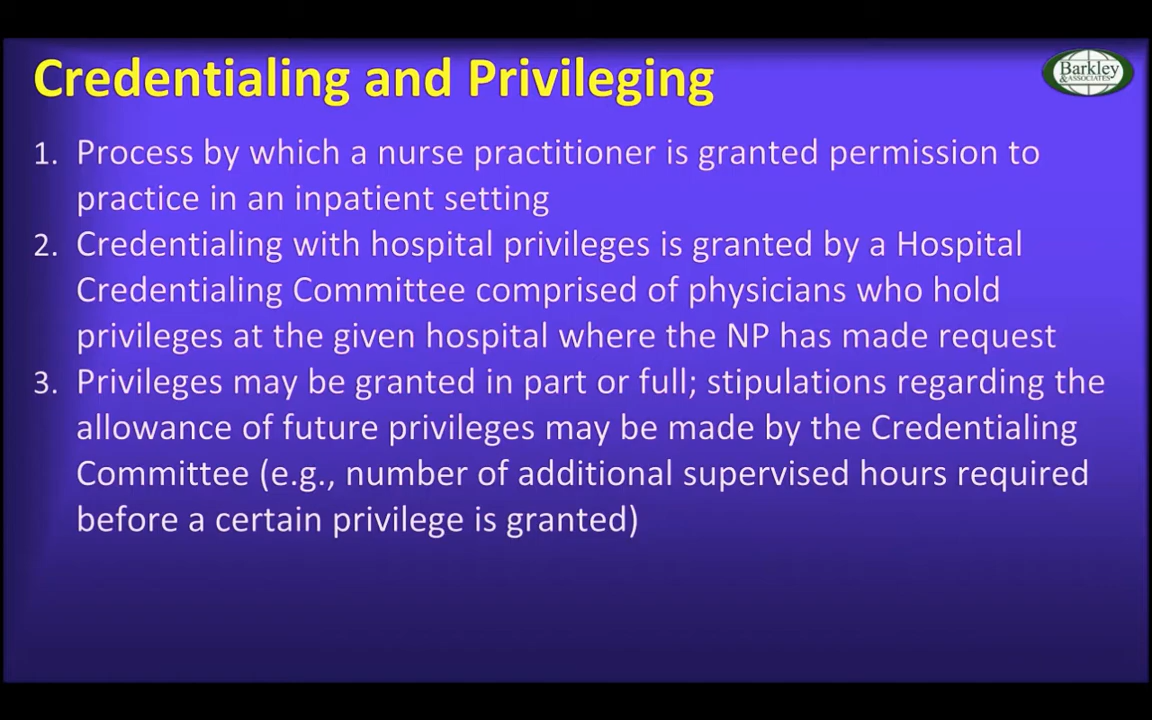 Credentialing and Privileging
Barkley
& ASSOCIATES
1. Process by which a nurse practitioner is granted permission to
practice in an inpatient setting
2. Credentialing with hospital privileges is granted by a Hospital
Credentialing Committee comprised of physicians who hold
privileges at the given hospital where the NP has made request
3. Privileges may be granted in part or full; stipulations regarding the
allowance of future privileges may be made by the Credentialing
Committee (e.g., number of additional supervised hours required
before a certain privilege is granted)